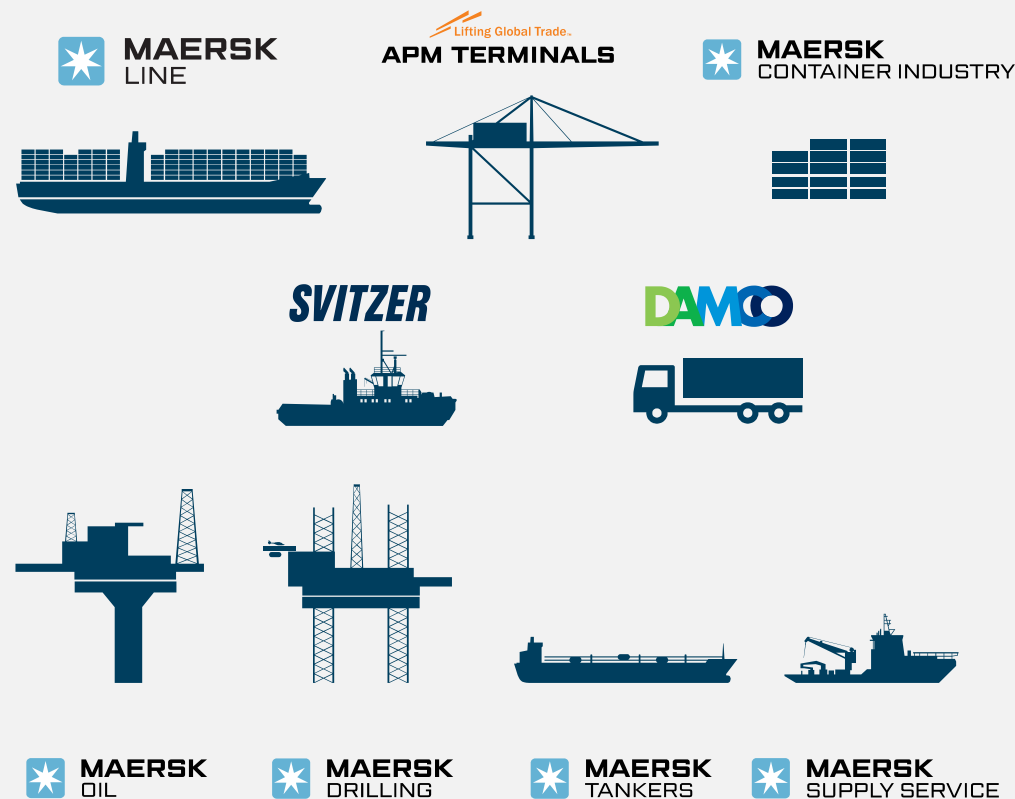 MAERSK
LINE
Lifting Global Trade™
APM TERMINALS
MAERSK
CONTAINER INDUSTRY
SVITZER
DAMCO
MAERSK
OIL
MAERSK
DRILLING
MAERSK
TANKERS
MAERSK
SUPPLY SERVICE